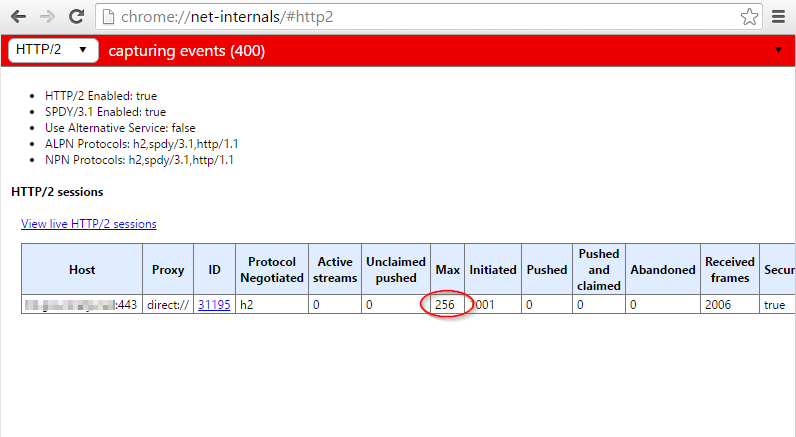 chrome://net-internals/#http2
HTTP/2 ▼ capturing events (400) ▼
• HTTP/2 Enabled: true
• SPDY/3.1 Enabled: true
• Use Alternative Service: false
• ALPN Protocols: h2,spdy/3.1,http/1.1
• NPN Protocols: h2,spdy/3.1,http/1.1
HTTP/2 sessions
View live HTTP/2 sessions
Host Proxy ID Protocol Negotiated Active streams Unclaimed pushed Max Initiated Pushed Pushed and claimed Abandoned Received frames Secur
:443 direct:// 31195 h2 0 0 256 1001 0 0 0 2006 true